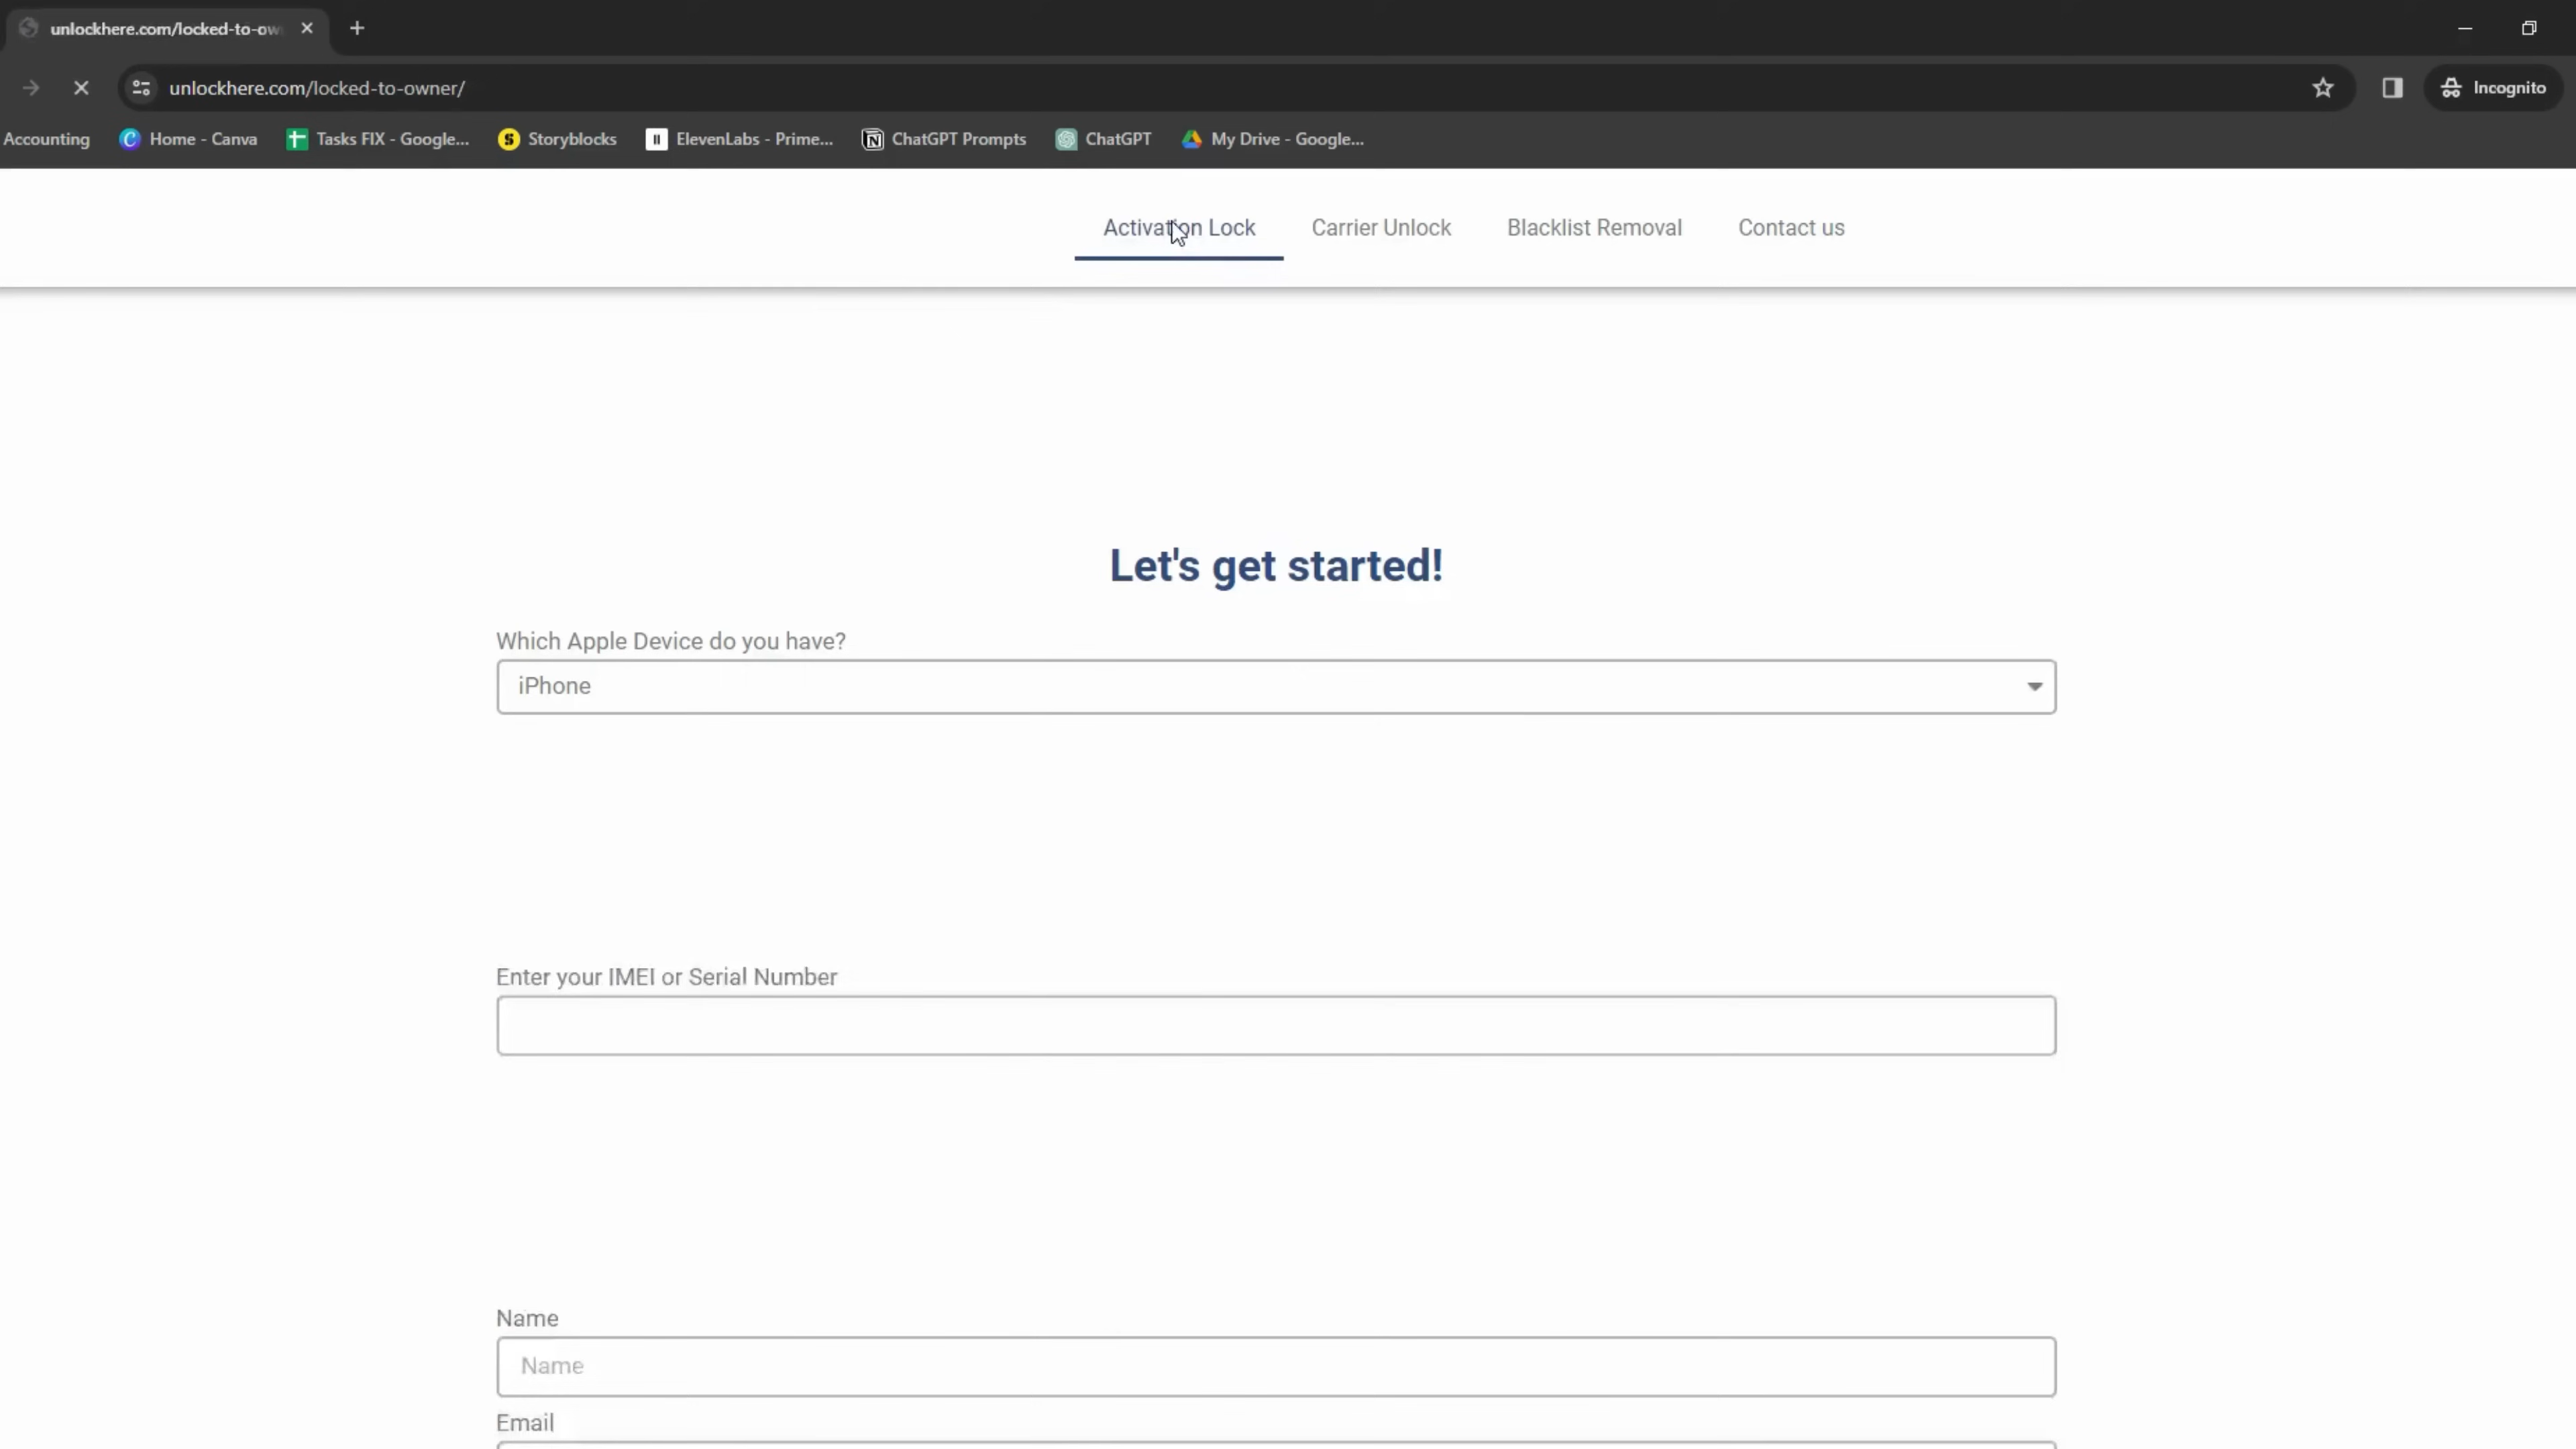 unlockhere.com/locked-to-ow
unlockhere.com/locked-to-owner/
Incognito
Accounting
Home - Canva
Tasks FIX - Google...
Storyblocks
ElevenLabs - Prime...
ChatGPT Prompts
ChatGPT
My Drive - Google...
Activation Lock
Carrier Unlock
Blacklist Removal
Contact us
Let's get started!
Which Apple Device do you have?
iPhone
Enter your IMEI or Serial Number
Name
Name
Email